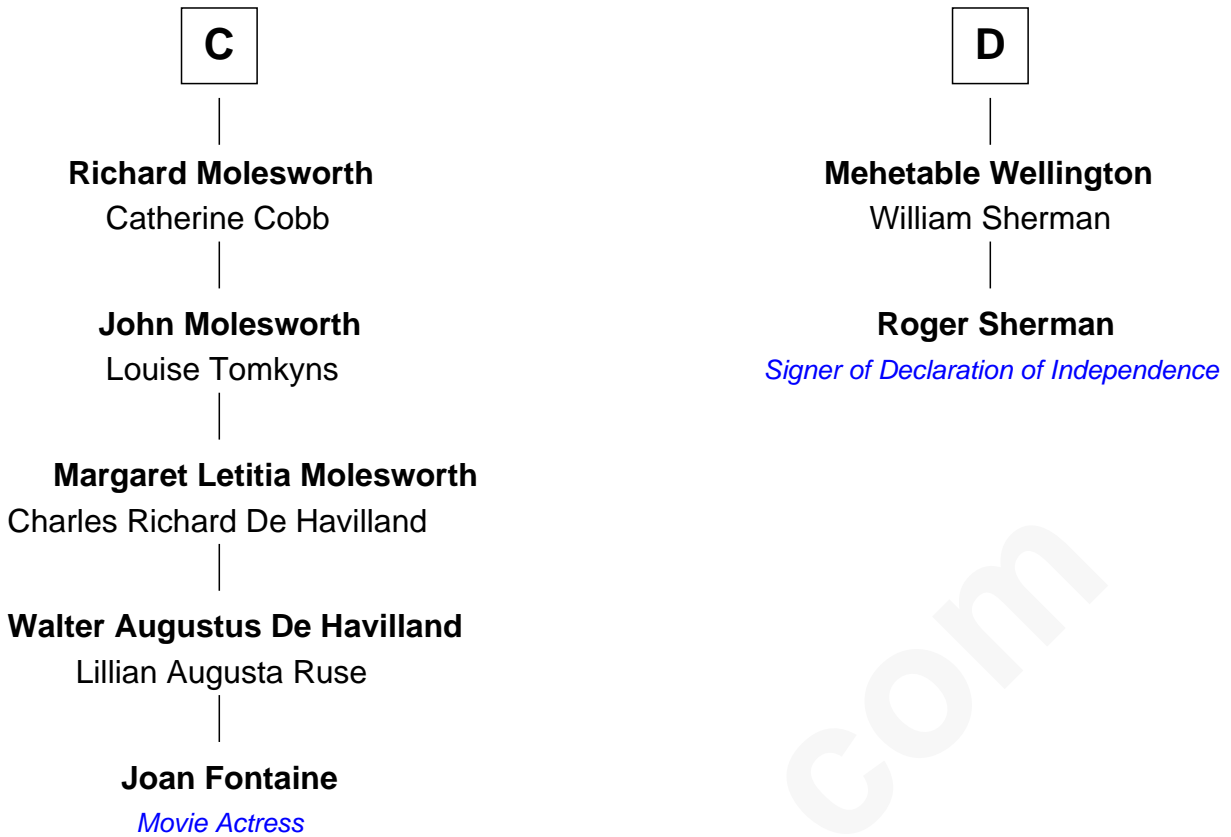 C
Richard Molesworth
Catherine Cobb
John Molesworth
Louise Tomkyns
Margaret Letitia Molesworth
Charles Richard De Havilland
Walter Augustus De Havilland
Lillian Augusta Ruse
Joan Fontaine
Movie Actress
D
Mehetable Wellington
William Sherman
Roger Sherman
Signer of Declaration of Independence
com